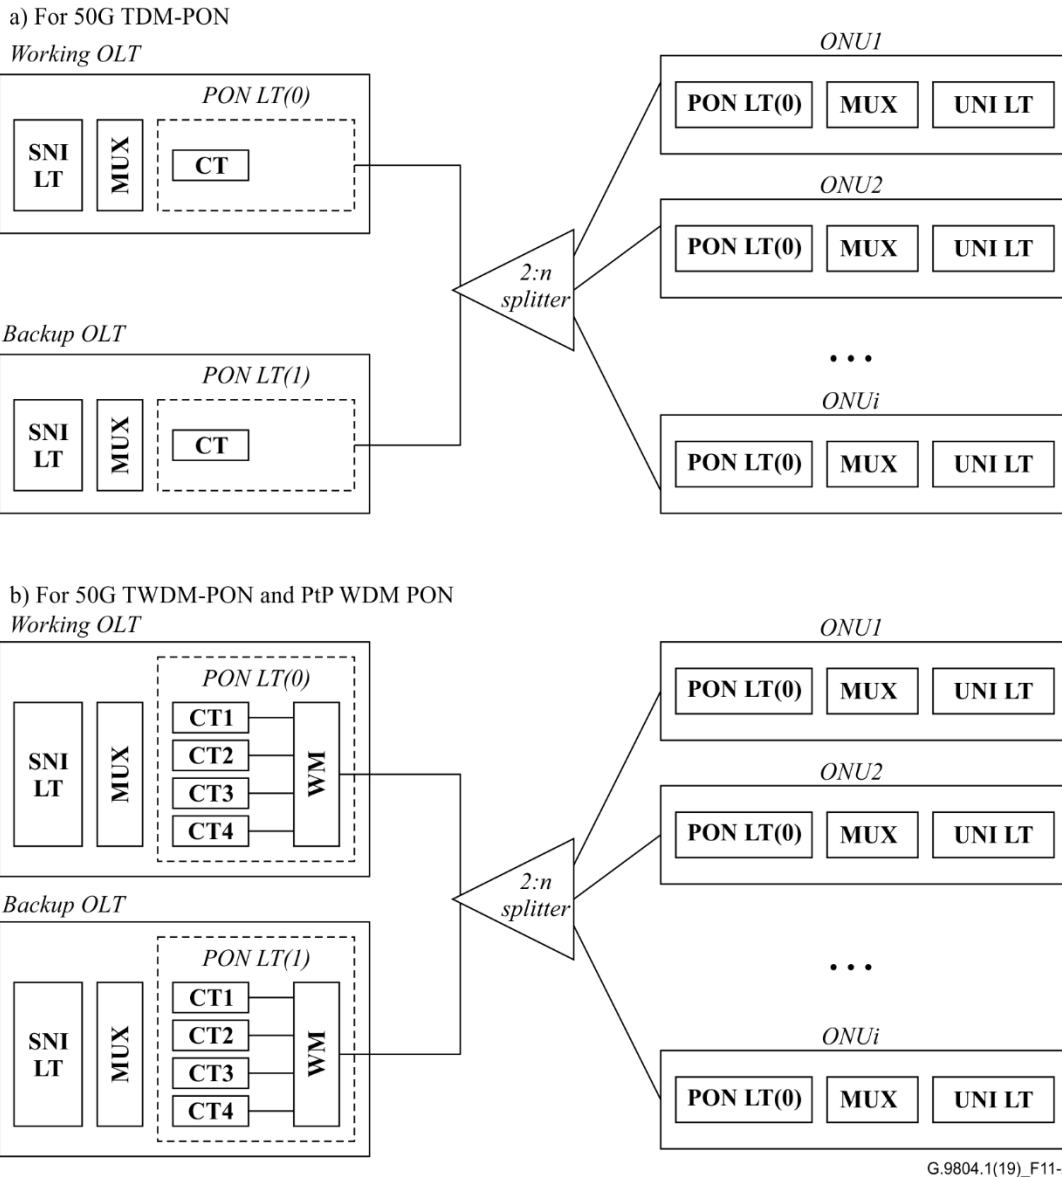 a) For 50G TDM-PON
Working OLT
PON LT(0)
SNI
LT
MUX
CT
Backup OLT
PON LT(1)
SNI
LT
MUX
CT
2:n
splitter
ONU1
PON LT(0)
MUX
UNI LT
ONU2
PON LT(0)
MUX
UNI LT
...
ONUi
PON LT(0)
MUX
UNI LT
b) For 50G TWDM-PON and PtP WDM PON
Working OLT
PON LT(0)
SNI
LT
MUX
CT1
CT2
CT3
CT4
WM
Backup OLT
PON LT(1)
SNI
LT
MUX
CT1
CT2
CT3
CT4
WM
2:n
splitter
ONU1
PON LT(0)
MUX
UNI LT
ONU2
PON LT(0)
MUX
UNI LT
...
ONUi
PON LT(0)
MUX
UNI LT
G.9804.1(19)_F11-